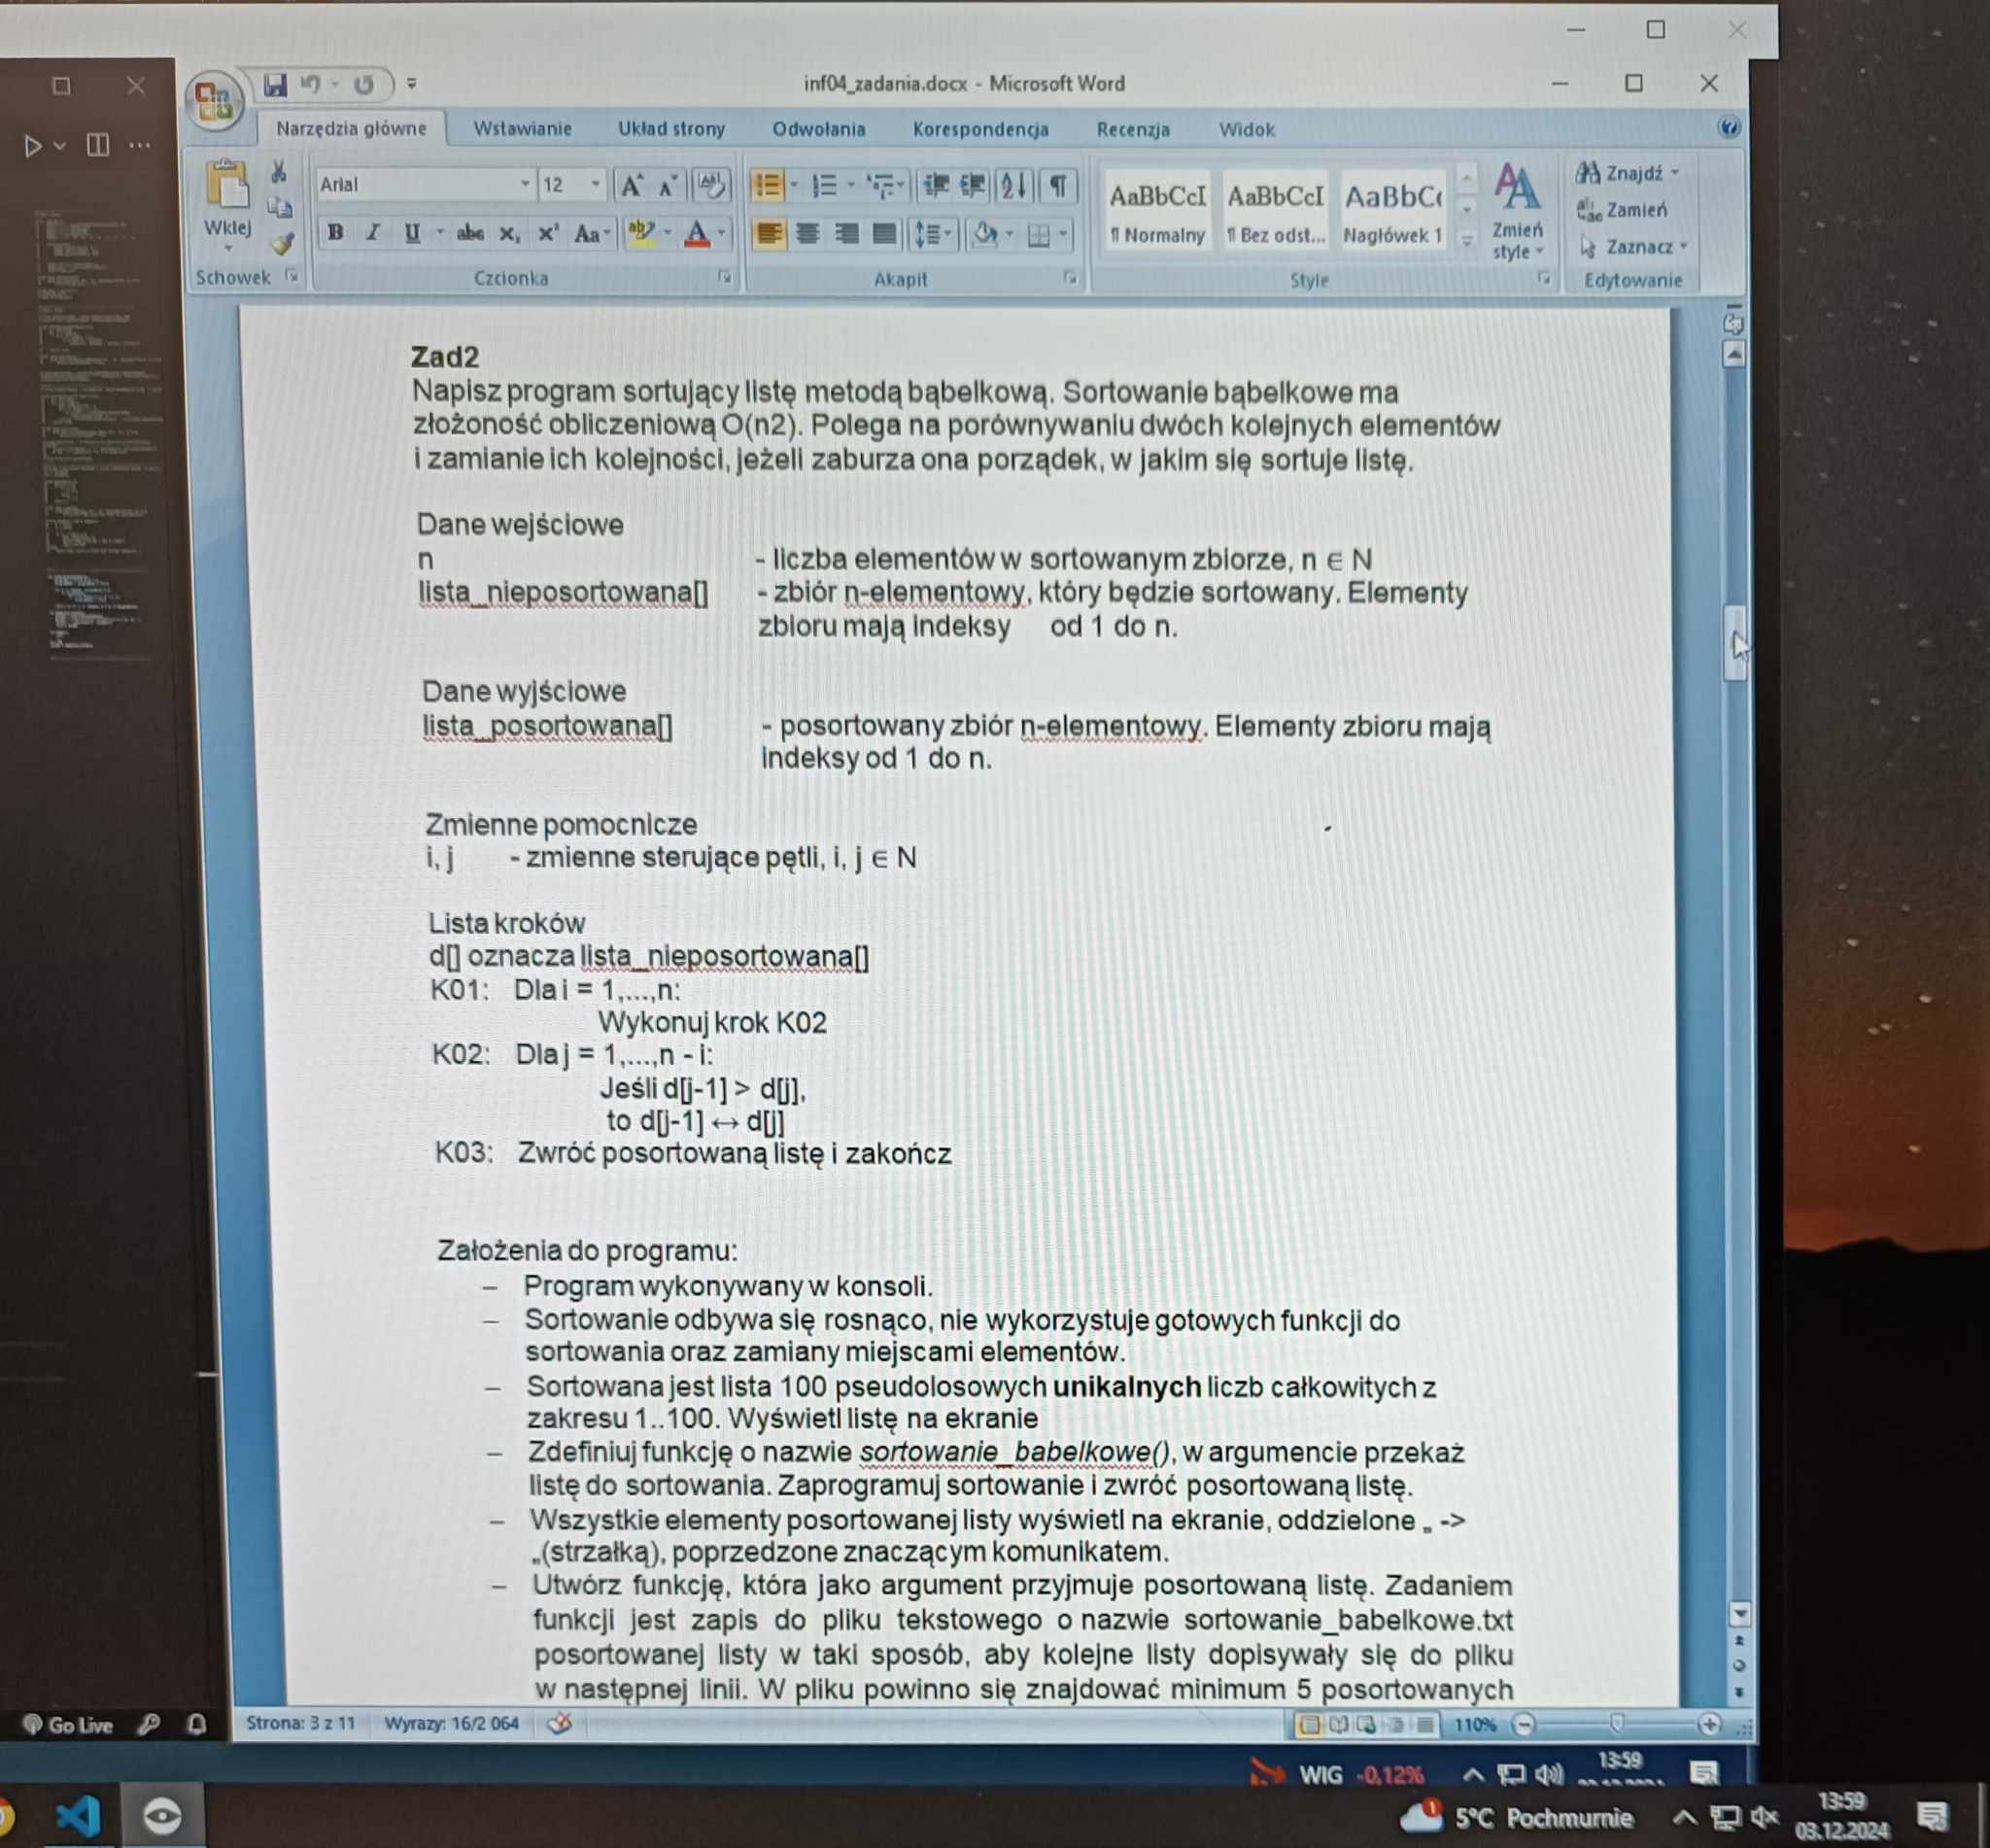 inf04_zadania.docx - Microsoft Word
Narzędzia główne Wstawianie Układ strony Odwołania Korespondencja Recenzja Widok
Wklej
Schowek
Arial 12
B I U abc x, x² Aa A
Czcionka
Akapit
AaBbCcI AaBbCcI AaBbC
¶ Normalny ¶ Bez odst... Nagłówek 1
Zmień style
Style
Znajdź
Zamień
Zaznacz
Edytowanie
Zad2
Napisz program sortujący listę metodą bąbelkową. Sortowanie bąbelkowe ma
złożoność obliczeniową O(n2). Polega na porównywaniu dwóch kolejnych elementów
i zamianie ich kolejności, jeżeli zaburza ona porządek, w jakim się sortuje listę.
Dane wejściowe
n - liczba elementów w sortowanym zbiorze, n ∈ N
lista_nieposortowana[] - zbiór n-elementowy, który będzie sortowany. Elementy
zbioru mają indeksy od 1 do n.
Dane wyjściowe
lista_posortowana[] - posortowany zbiór n-elementowy. Elementy zbioru mają
indeksy od 1 do n.
Zmienne pomocnicze
i, j - zmienne sterujące pętli, i, j ∈ N
Lista kroków
d[] oznacza lista_nieposortowana[]
K01: Dla i = 1,...,n:
Wykonuj krok K02
K02: Dla j = 1,...,n - i:
Jeśli d[j-1] > d[j],
to d[j-1] ↔ d[j]
K03: Zwróć posortowaną listę i zakończ
Założenia do programu:
– Program wykonywany w konsoli.
– Sortowanie odbywa się rosnąco, nie wykorzystuje gotowych funkcji do
sortowania oraz zamiany miejscami elementów.
– Sortowana jest lista 100 pseudolosowych unikalnych liczb całkowitych z
zakresu 1..100. Wyświetl listę na ekranie
– Zdefiniuj funkcję o nazwie sortowanie_babelkowe(), w argumencie przekaż
listę do sortowania. Zaprogramuj sortowanie i zwróć posortowaną listę.
– Wszystkie elementy posortowanej listy wyświetl na ekranie, oddzielone „ ->
„(strzałką), poprzedzone znaczącym komunikatem.
– Utwórz funkcję, która jako argument przyjmuje posortowaną listę. Zadaniem
funkcji jest zapis do pliku tekstowego o nazwie sortowanie_babelkowe.txt
posortowanej listy w taki sposób, aby kolejne listy dopisywały się do pliku
w następnej linii. W pliku powinno się znajdować minimum 5 posortowanych
Go Live
Strona: 3 z 11 Wyrazy: 16/2 064 110%
WIG -0,12% 13:59
1 5°C Pochmurnie 13:59
03.12.2024